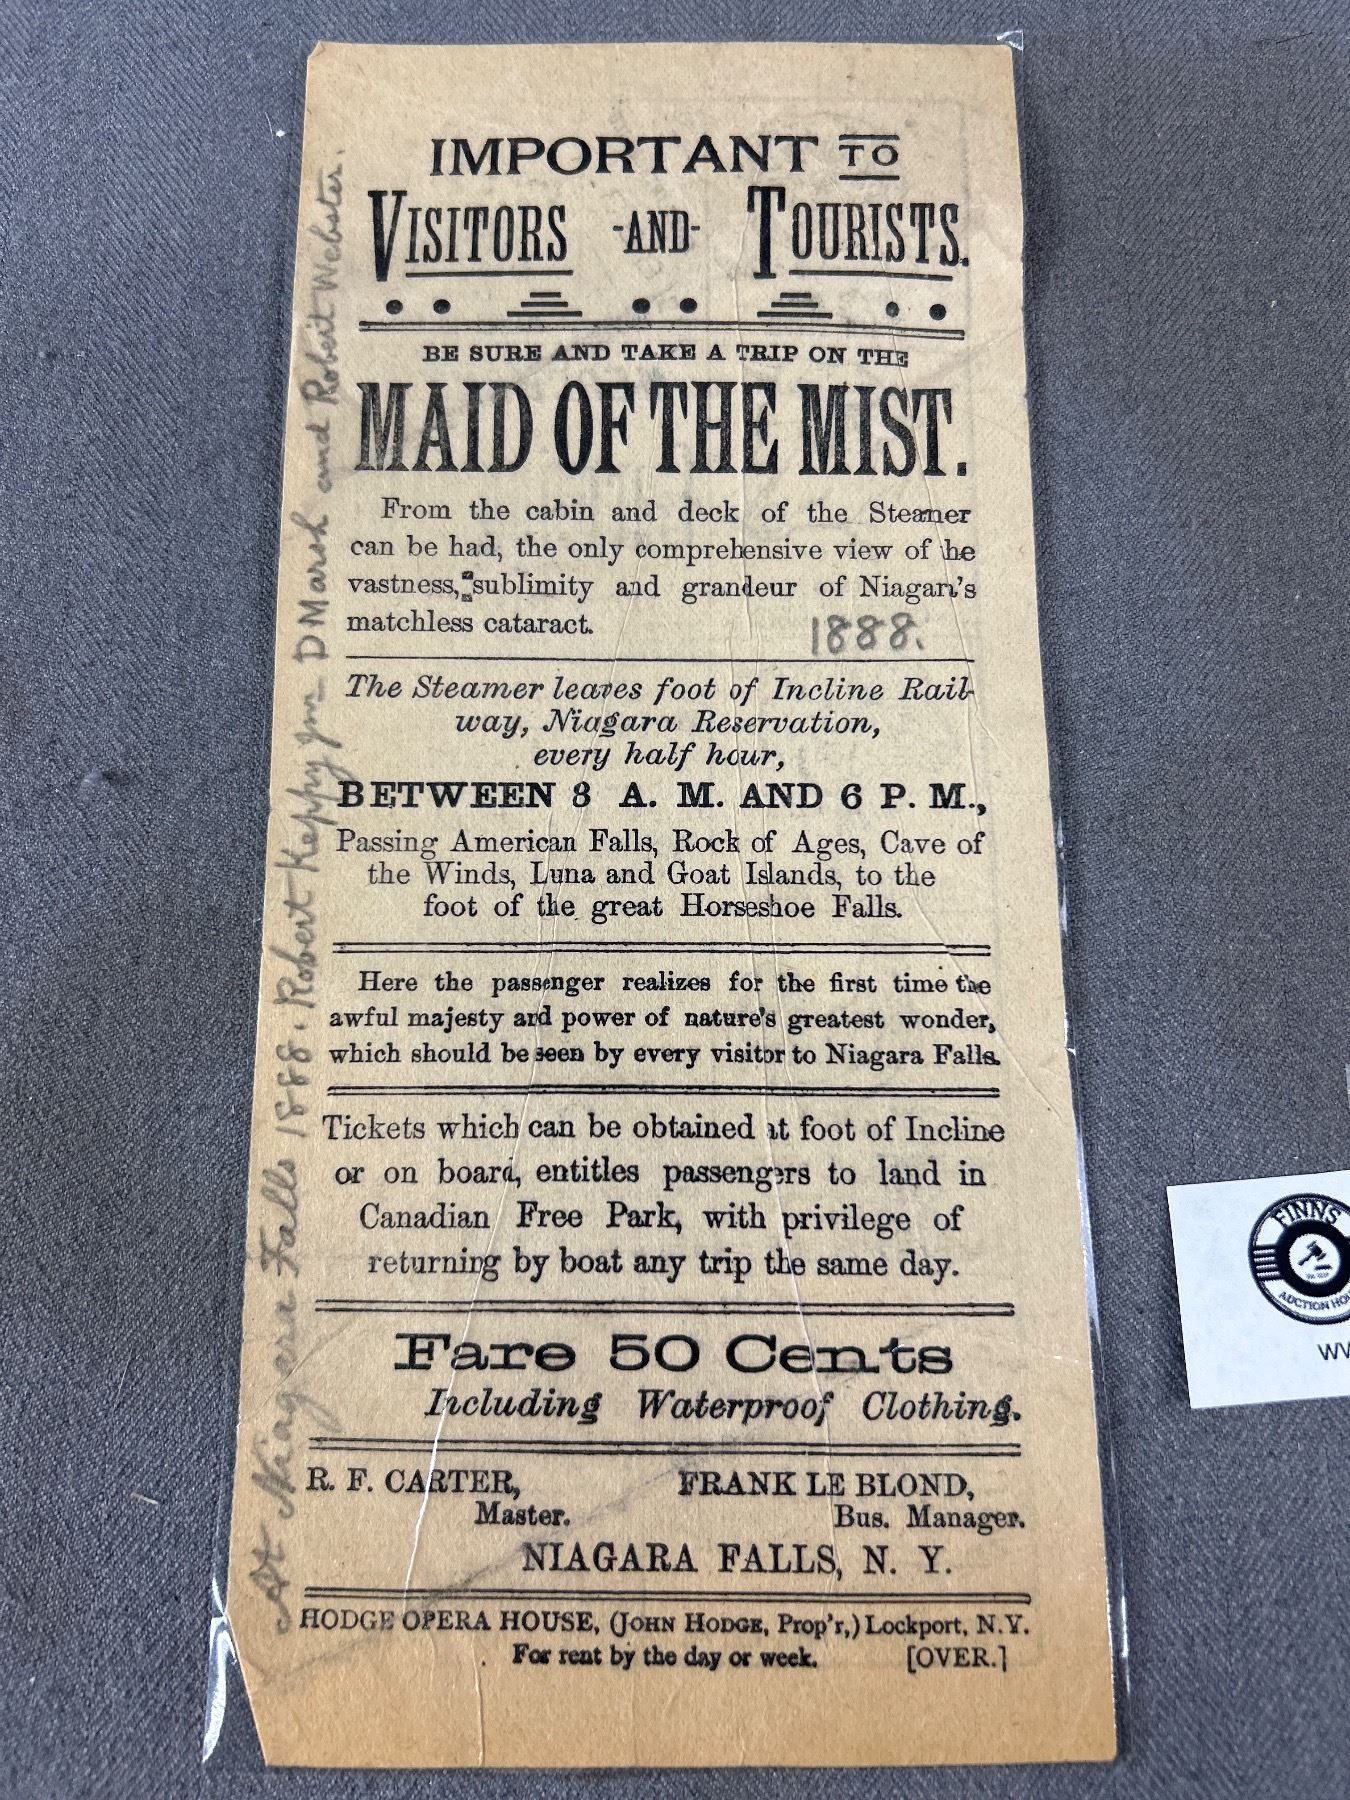 IMPORTANT TO
VISITORS -AND- TOURISTS.
BE SURE AND TAKE A TRIP ON THE
MAID OF THE MIST.
From the cabin and deck of the Steamer
can be had, the only comprehensive view of the
vastness, sublimity and grandeur of Niagara's
matchless cataract.
1888.
The Steamer leaves foot of Incline Rail-
way, Niagara Reservation,
every half hour,
BETWEEN 8 A. M. AND 6 P. M.,
Passing American Falls, Rock of Ages, Cave of
the Winds, Luna and Goat Islands, to the
foot of the great Horseshoe Falls.
Here the passenger realizes for the first time the
awful majesty and power of nature's greatest wonder,
which should be seen by every visitor to Niagara Falls.
Tickets which can be obtained at foot of Incline
or on board, entitles passengers to land in
Canadian Free Park, with privilege of
returning by boat any trip the same day.
Fare 50 Cents
Including Waterproof Clothing.
R. F. CARTER, FRANK LE BLOND,
Master. Bus. Manager.
NIAGARA FALLS, N. Y.
HODGE OPERA HOUSE, (JOHN HODGE, Prop'r,) Lockport, N.Y.
For rent by the day or week. [OVER.]
At Niagara Falls 1888. Robert Keppy D Marsh and Robert Webster.
FINNS
AUCTION